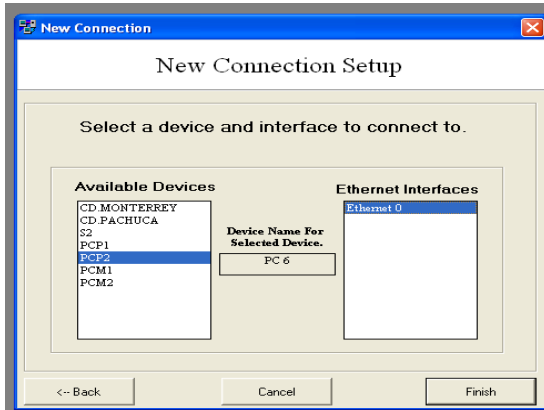 New Connection
New Connection Setup
Select a device and interface to connect to.
Available Devices
CD.MONTERREY
CD.PACHUCA
S2
PCP1
PCP2
PCM1
PCM2
Device Name For
Selected Device.
PC 6
Ethernet Interfaces
Ethernet 0
<-- Back
Cancel
Finish